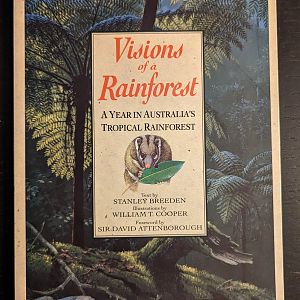 Visions
of a
Rainforest
A YEAR IN AUSTRALIA'S
TROPICAL RAINFOREST
Text by
STANLEY BREEDEN
Illustrations by
WILLIAM T. COOPER
Foreword by
SIR DAVID ATTENBOROUGH